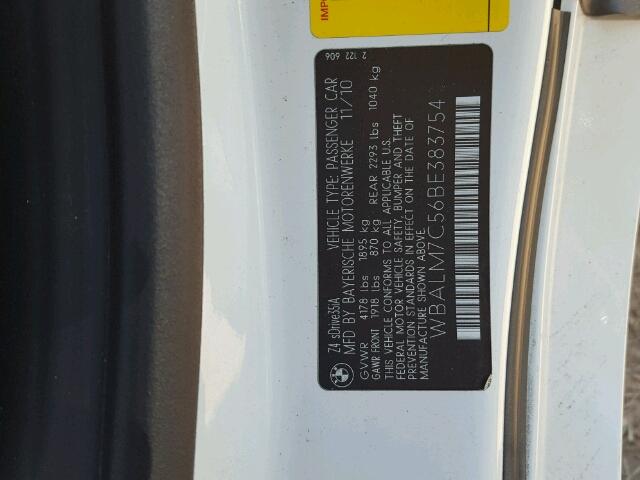 IMPO
2 122 606
Z4 sDrive35iA VEHICLE TYPE: PASSENGER CAR
MFD BY BAYERISCHE MOTORENWERKE 11/10
GVWR 4178 lbs 1895 kg
GAWR FRONT 1918 lbs 870 kg REAR 2293 lbs 1040 kg
THIS VEHICLE CONFORMS TO ALL APPLICABLE U.S.
FEDERAL MOTOR VEHICLE SAFETY, BUMPER AND THEFT
PREVENTION STANDARDS IN EFFECT ON THE DATE OF
MANUFACTURE SHOWN ABOVE.
WBALM7C56BE383754